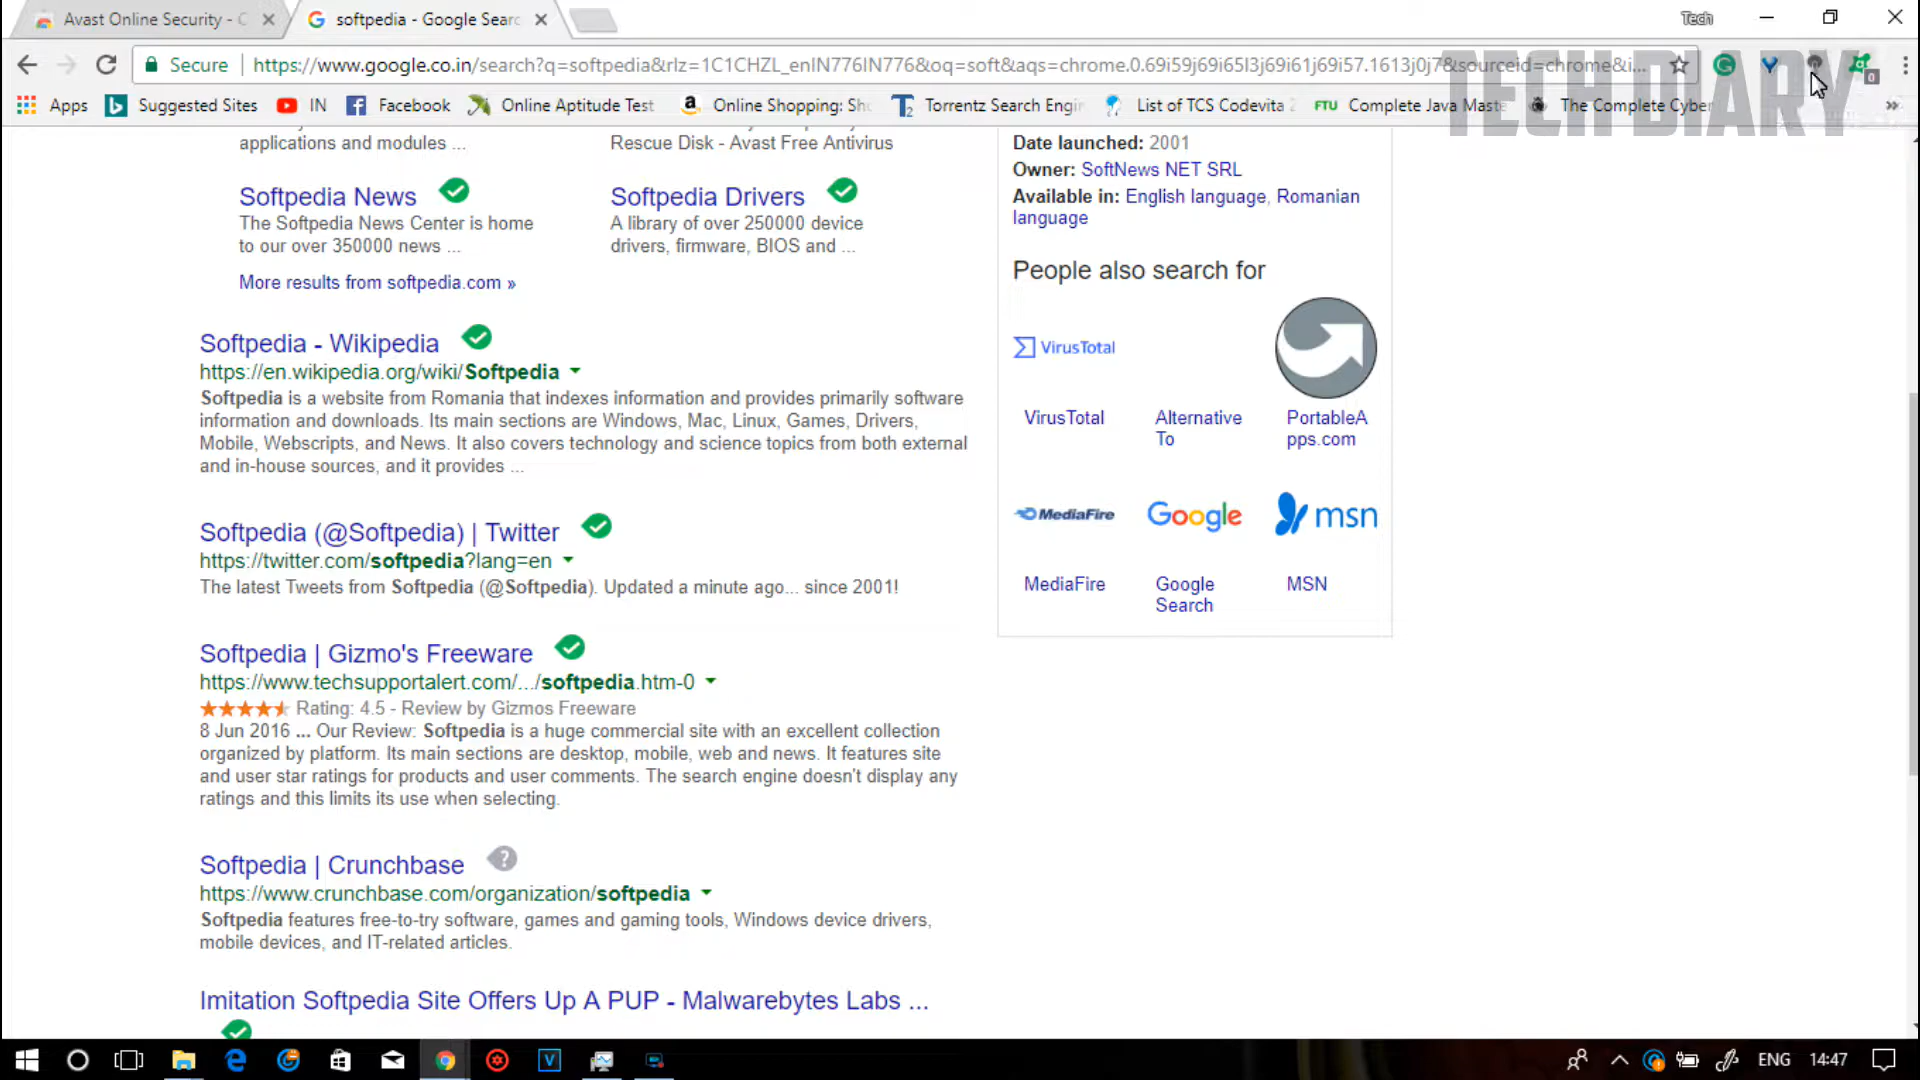 Avast Online Security - C
softpedia - Google Searc
Tech
Secure
https://www.google.co.in/search?q=softpedia&rlz=1C1CHZL_enIN776IN776&oq=soft&aqs=chrome.0.69i59j69i65l3j69i61j69i57.1613j0j7&sourceid=chrome&i...
0
TECH DIARY
Apps
Suggested Sites
IN
Facebook
Online Aptitude Test
Online Shopping: Sho
Torrentz Search Engin
List of TCS Codevita 2
FTU
Complete Java Maste
The Complete Cyber
applications and modules ...
Rescue Disk - Avast Free Antivirus
Softpedia News
Softpedia Drivers
The Softpedia News Center is home
to our over 350000 news ...
A library of over 250000 device
drivers, firmware, BIOS and ...
More results from softpedia.com »
Softpedia - Wikipedia
https://en.wikipedia.org/wiki/Softpedia
Softpedia is a website from Romania that indexes information and provides primarily software
information and downloads. Its main sections are Windows, Mac, Linux, Games, Drivers,
Mobile, Webscripts, and News. It also covers technology and science topics from both external
and in-house sources, and it provides ...
Softpedia (@Softpedia) | Twitter
https://twitter.com/softpedia?lang=en
The latest Tweets from Softpedia (@Softpedia). Updated a minute ago... since 2001!
Softpedia | Gizmo's Freeware
https://www.techsupportalert.com/.../softpedia.htm-0
Rating: 4.5 - Review by Gizmos Freeware
8 Jun 2016 ... Our Review: Softpedia is a huge commercial site with an excellent collection
organized by platform. Its main sections are desktop, mobile, web and news. It features site
and user star ratings for products and user comments. The search engine doesn't display any
ratings and this limits its use when selecting.
Softpedia | Crunchbase
?
https://www.crunchbase.com/organization/softpedia
Softpedia features free-to-try software, games and gaming tools, Windows device drivers,
mobile devices, and IT-related articles.
Imitation Softpedia Site Offers Up A PUP - Malwarebytes Labs ...
Date launched: 2001
Owner: SoftNews NET SRL
Available in: English language, Romanian
language
People also search for
VirusTotal
VirusTotal
Alternative
To
PortableA
pps.com
MediaFire
Google
msn
MediaFire
Google
Search
MSN
ENG
14:47